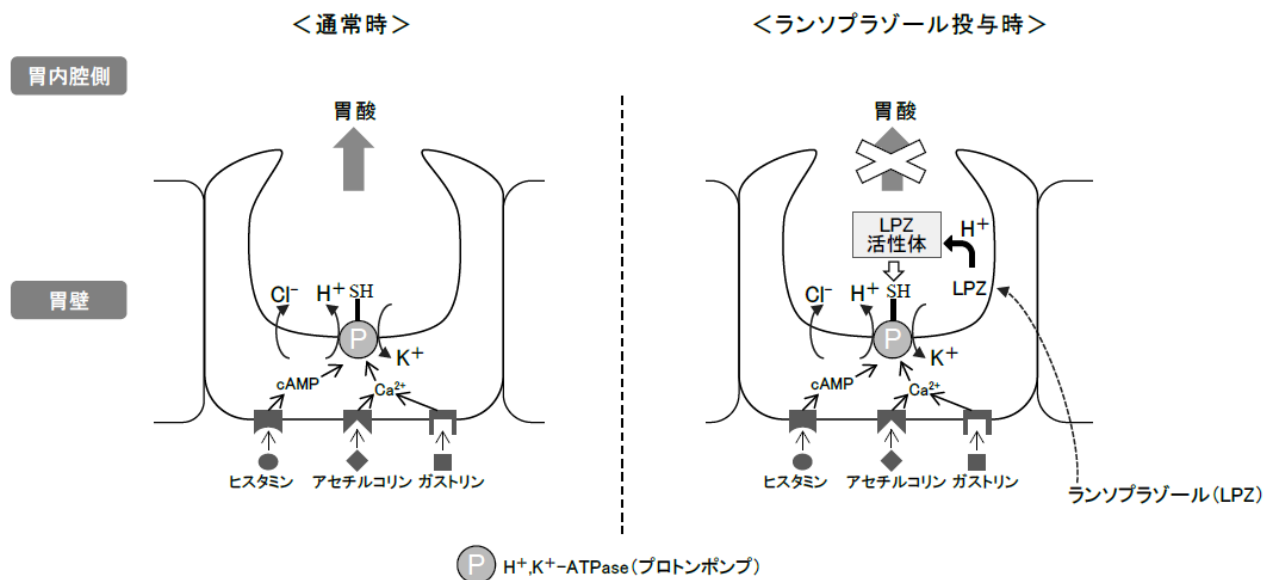 ＜通常時＞
＜ランソプラゾール投与時＞
胃内腔側
胃壁
胃酸
Cl⁻
H⁺
SH
P
K⁺
cAMP
Ca²⁺
ヒスタミン
アセチルコリン
ガストリン
胃酸
LPZ
活性体
H⁺
LPZ
Cl⁻
H⁺
SH
P
K⁺
cAMP
Ca²⁺
ヒスタミン
アセチルコリン
ガストリン
ランソプラゾール（LPZ）
P H⁺,K⁺-ATPase（プロトンポンプ）